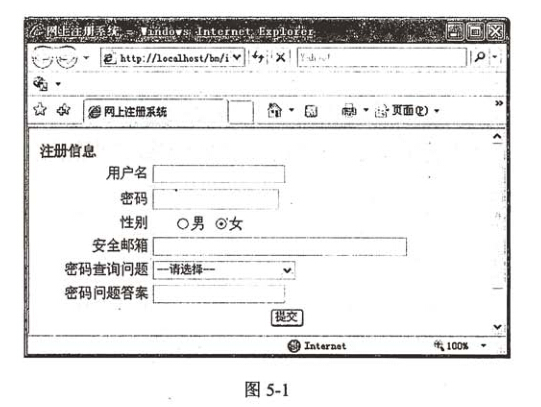 网上注册系统 - Windows Internet Explorer
http://localhost/bn/i
网上注册系统
页面(P)
注册信息
用户名
密码
性别 男 女
安全邮箱
密码查询问题 --请选择--
密码问题答案
提交
Internet 100%
图 5-1